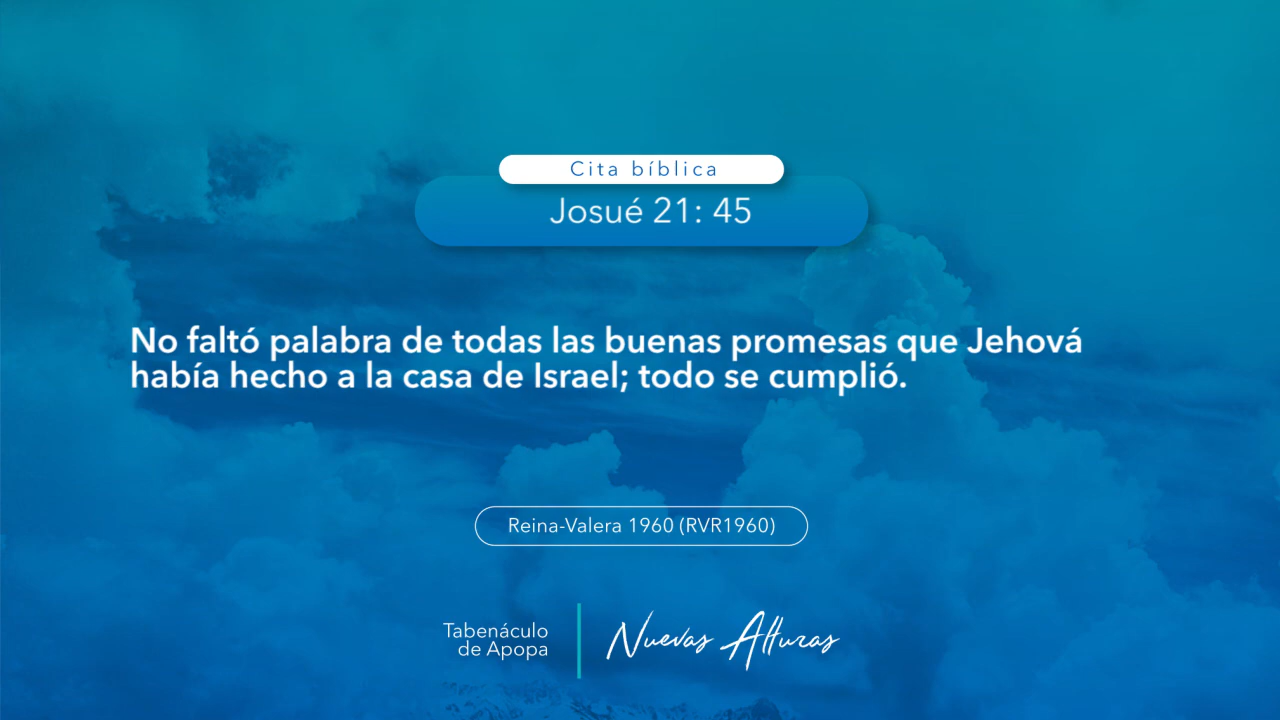 Cita bíblica
Josué 21: 45
No faltó palabra de todas las buenas promesas que Jehová
había hecho a la casa de Israel; todo se cumplió.
Reina-Valera 1960 (RVR1960)
Tabenáculo
de Apopa
Nuevas Alturas